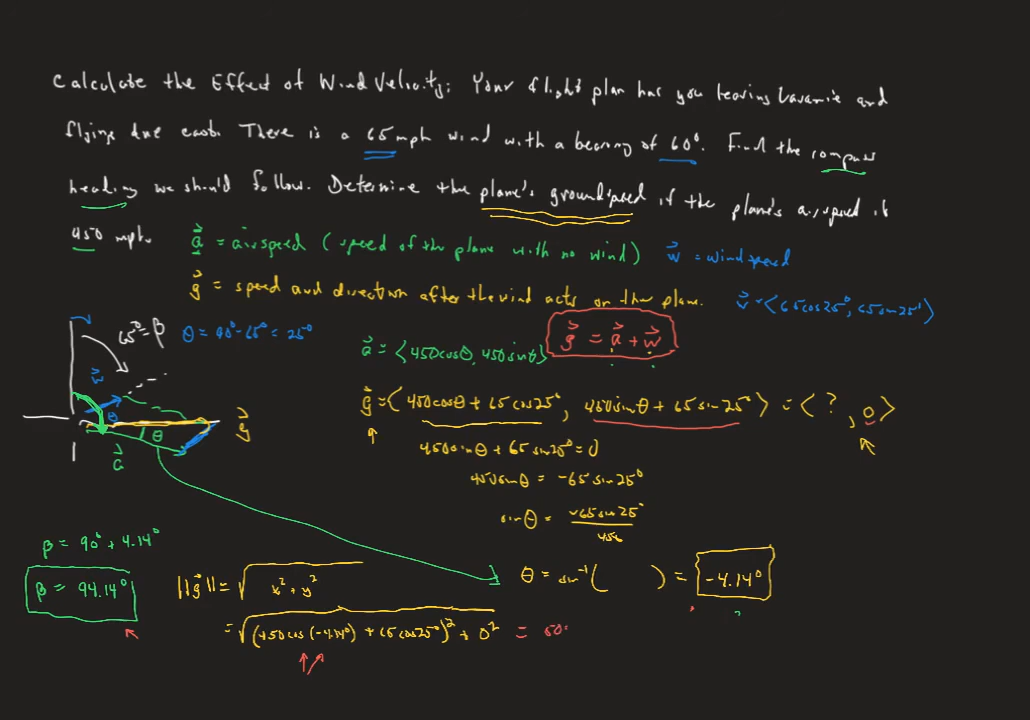 Calculate the Effect of Wind Velocity: Your flight plan has you leaving Laramie and
flying due east. There is a 65 mph wind with a bearing of 60°. Find the compass
heading we should follow. Determine the plane's groundspeed if the plane's airspeed is
450 mph.
a⃗ = airspeed (speed of the plane with no wind)
w⃗ = windspeed
g⃗ = speed and direction after the wind acts on the plane.
w⃗ = <65cos25°, 65sin25°>
65° = β
θ = 90° - 65° = 25°
g⃗ = a⃗ + w⃗
a⃗ = <450cosθ, 450sinθ>
w⃗
θ
g⃗
θ
a⃗
g⃗ = <450cosθ + 65cos25°, 450sinθ + 65sin25°> = <?, 0>
450sinθ + 65sin25° = 0
450sinθ = -65sin25°
sinθ = -65sin25° / 450
β = 90° + 4.14°
β = 94.14°
θ = sin⁻¹( ) = -4.14°
||g⃗|| = √x² + y²
= √(450cos(-4.14°) + 65cos25°)² + 0² = 50